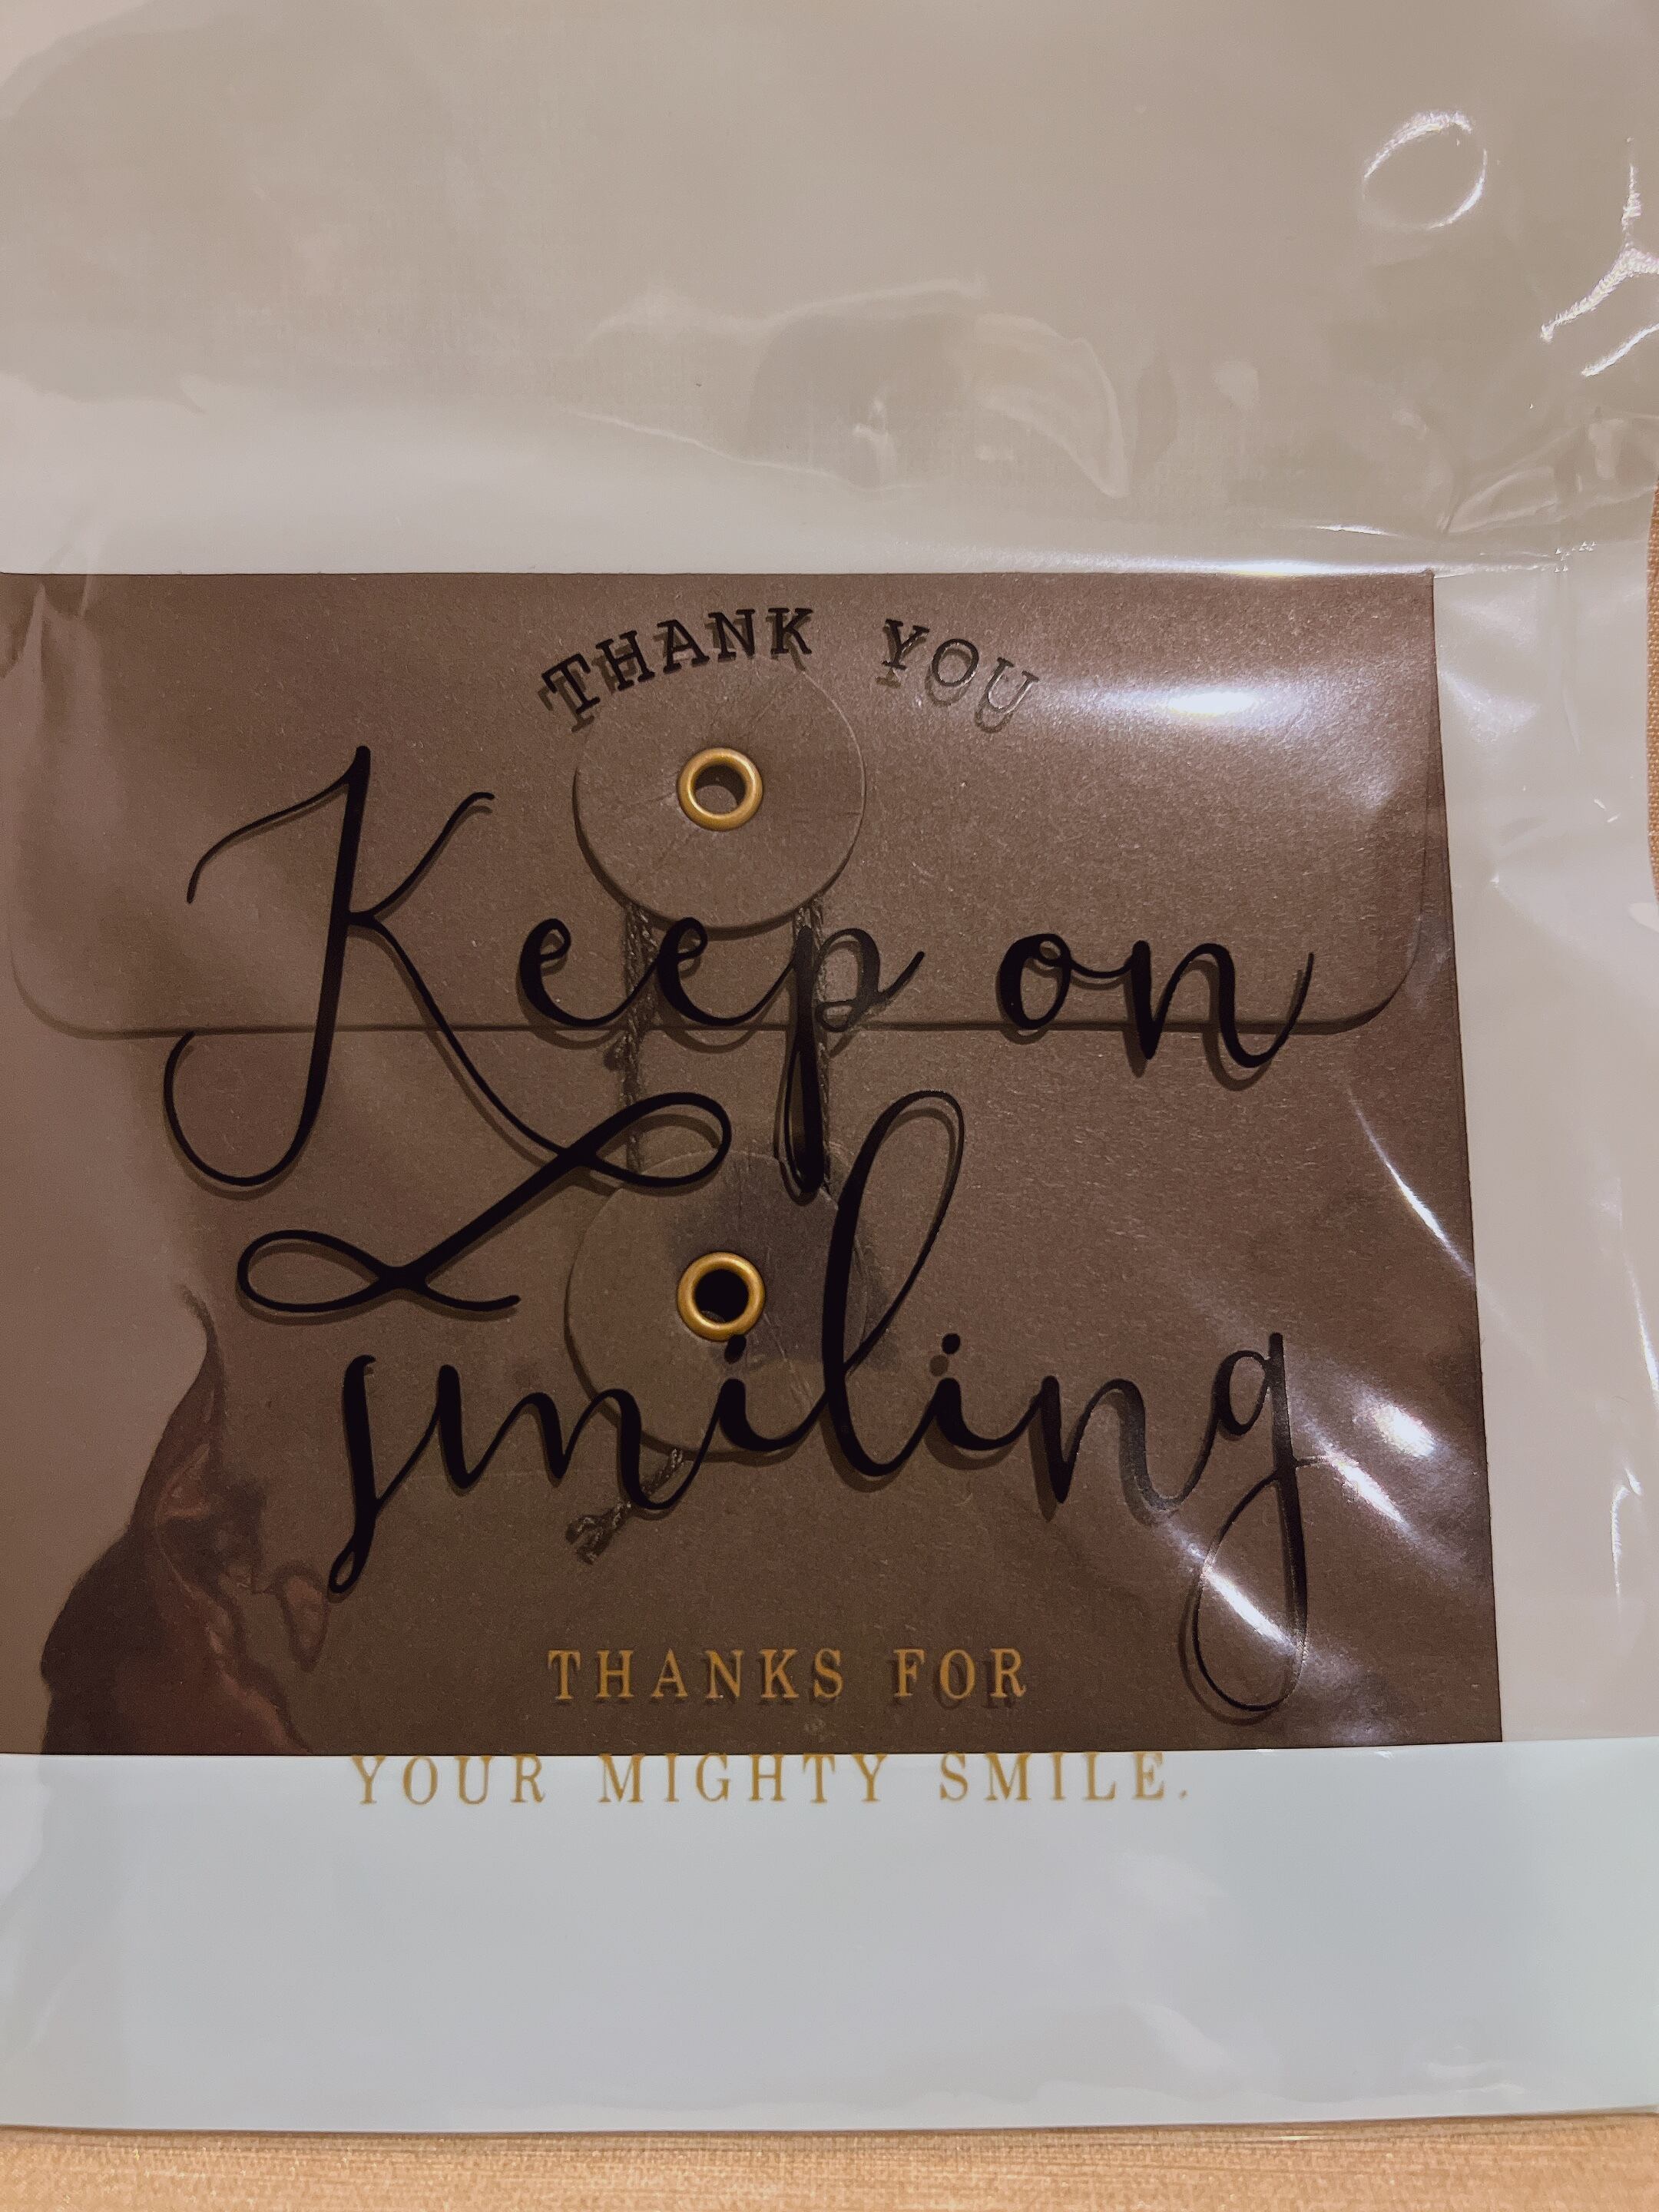 THANK YOU
Keep on
smiling
THANKS FOR
YOUR MIGHTY SMILE.